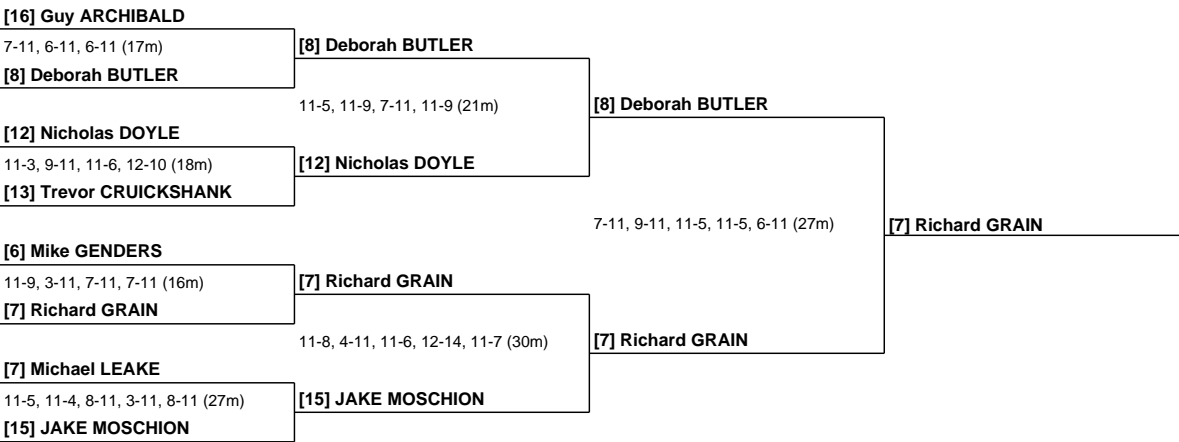 [16] Guy ARCHIBALD
7-11, 6-11, 6-11 (17m)
[8] Deborah BUTLER
[8] Deborah BUTLER
11-5, 11-9, 7-11, 11-9 (21m)
[8] Deborah BUTLER
[12] Nicholas DOYLE
11-3, 9-11, 11-6, 12-10 (18m)
[12] Nicholas DOYLE
[13] Trevor CRUICKSHANK
7-11, 9-11, 11-5, 11-5, 6-11 (27m)
[7] Richard GRAIN
[6] Mike GENDERS
11-9, 3-11, 7-11, 7-11 (16m)
[7] Richard GRAIN
[7] Richard GRAIN
11-8, 4-11, 11-6, 12-14, 11-7 (30m)
[7] Richard GRAIN
[7] Michael LEAKE
11-5, 11-4, 8-11, 3-11, 8-11 (27m)
[15] JAKE MOSCHION
[15] JAKE MOSCHION